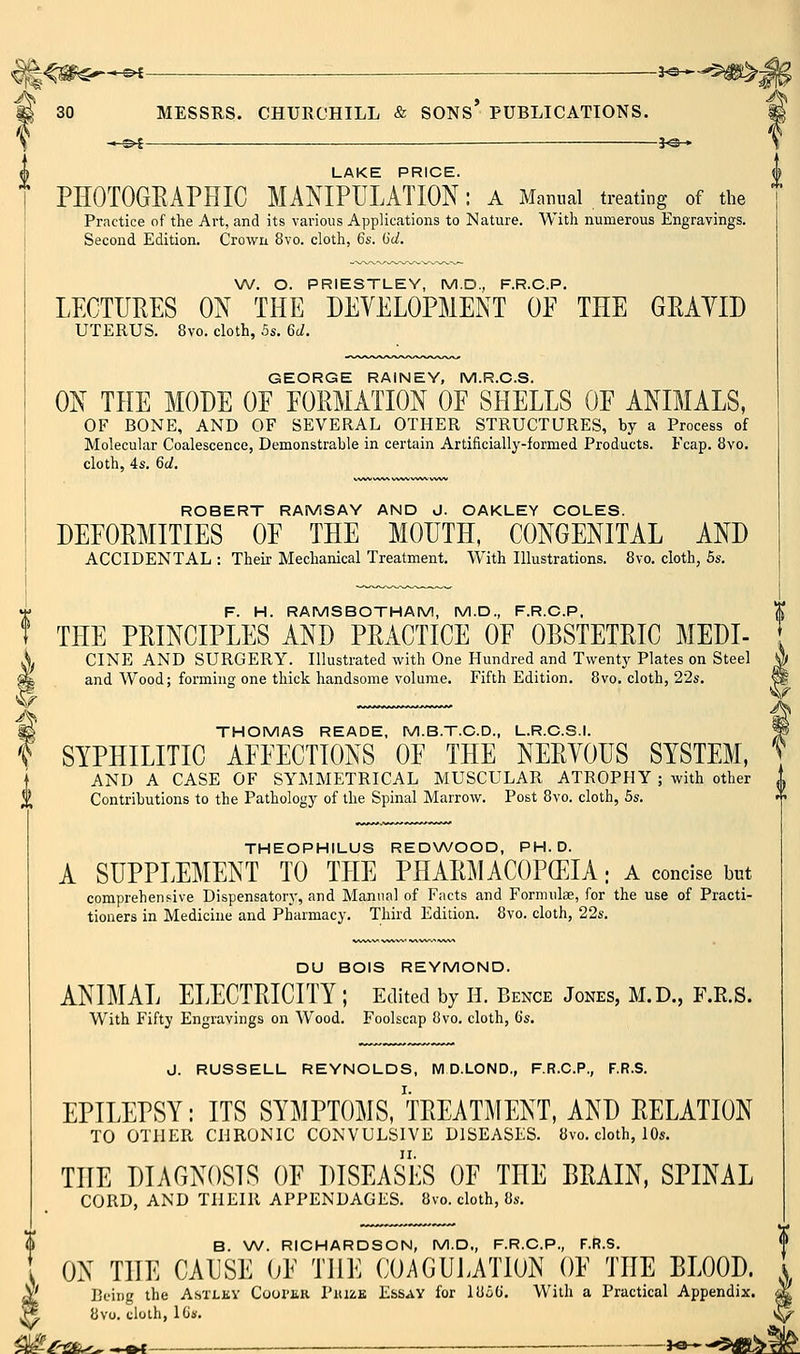 30 MESSRS. CHURCHILL & SONS' PUBLICATIONS.
LAKE PRICE.
PHOTOGRAPHIC MANIPULATION: A Manual treating of the
Practice of the Art, and its various Applications to Nature. With numerous Engravings.
Second Edition. Crown 8vo. cloth, 6s. 6d.
W. O. PRIESTLEY, M.D., F.R.C.P.
LECTURES ON THE DEVELOPMENT OF THE GRAVID
UTERUS. 8vo. cloth, 5s. 6d.
GEORGE RAINEY, M.R.C.S.
ON THE MODE OF FORMATION OF SHELLS OF ANIMALS,
OF BONE, AND OF SEVERAL OTHER STRUCTURES, by a Process of
Molecular Coalescence, Demonstrable in certain Artificially-formed Products. Fcap. 8vo.
cloth, 4s. 6d.
ROBERT RAMSAY AND J. OAKLEY COLES.
DEFORMITIES OF THE MOUTH, CONGENITAL AND
ACCIDENTAL : Their Mechanical Treatment. With Illustrations. 8vo. cloth, 5s.
F. H. RAMSBOTHAM, M.D., F.R.C.P.
THE PRINCIPLES AND PRACTICE OF OBSTETRIC MEDI-
CINE AND SURGERY. Illustrated with One Hundred and Twenty Plates on Steel
and Wood; forming one thick handsome volume. Fifth Edition. 8vo. cloth, 22s.
THOMAS READE, M.B.T.C.D., L.R.C.S.I.
SYPHILITIC AFFECTIONS OF THE NERVOUS SYSTEM,
AND A CASE OF SYMMETRICAL MUSCULAR ATROPHY ; with other
Contributions to the Pathology of the Spinal Marrow. Post 8vo. cloth, 5s.
THEOPHILUS REDWOOD, PH. D.
A SUPPLEMENT TO THE PHARMACOPŒIA: A concise but
comprehensive Dispensatory, and Manual of Facts and Formulæ, for the use of Practi-
tioners in Medicine and Pharmacy. Third Edition. 8vo. cloth, 22s.
DU BOIS REYMOND.
ANIMAL ELECTRICITY; Edited by H. BENCE JONES, M.D., F.R.S.
With Fifty Engravings on Wood. Foolscap 8vo. cloth, 6s.
J. RUSSELL REYNOLDS, M.D.LOND., F.R.C.P., F.R.S.
I.
EPILEPSY: ITS SYMPTOMS, TREATMENT, AND RELATION
TO OTHER CHRONIC CONVULSIVE DISEASES. 8vo. cloth, 10s.
II.
THE DIAGNOSIS OF DISEASES OF THE BRAIN, SPINAL
CORD, AND THEIR APPENDAGES. 8vo. cloth, 8s.
B. W. RICHARDSON, M.D., F.R.C.P., F.R.S.
ON THE CAUSE OF THE COAGULATION OF THE BLOOD.
Being the ASTLEY COOPER PRIZE ESSAY for 1856. With a Practical Appendix.
8vo. cloth, 16s.